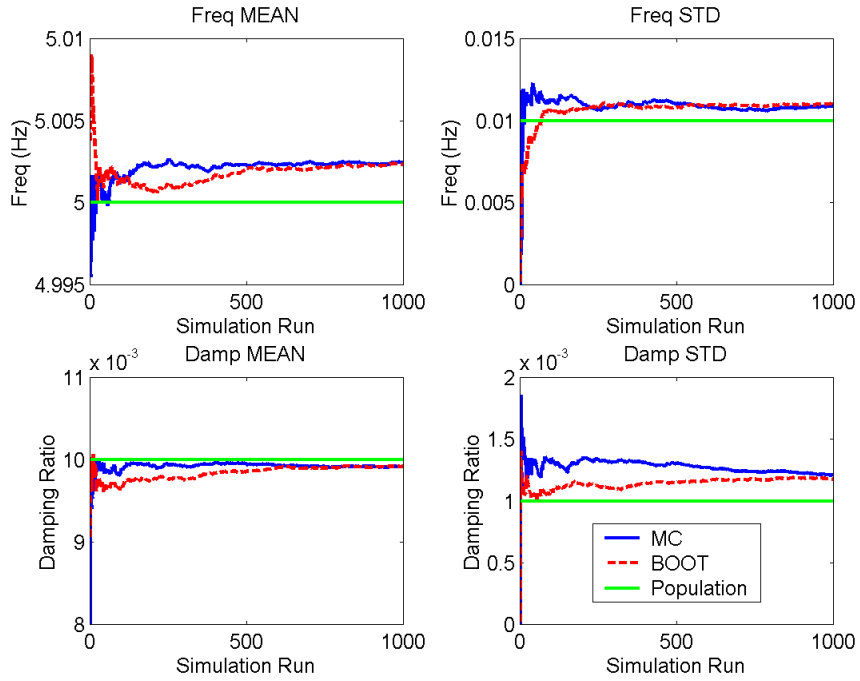 Freq MEAN
5.01
5.005
5
4.995
Freq (Hz)
0
500
1000
Simulation Run
Freq STD
0.015
0.01
0.005
0
Freq (Hz)
0
500
1000
Simulation Run
Damp MEAN
x 10^-3
11
10
9
8
Damping Ratio
0
500
1000
Simulation Run
Damp STD
x 10^-3
2
1.5
1
0.5
0
Damping Ratio
MC
BOOT
Population
0
500
1000
Simulation Run